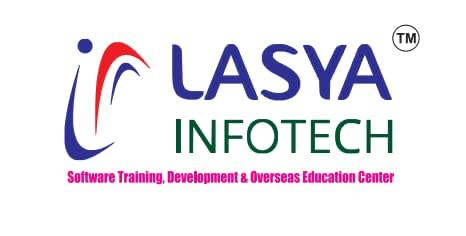 LASYA
TM
INFOTECH
Software Training, Development & Overseas Education Center